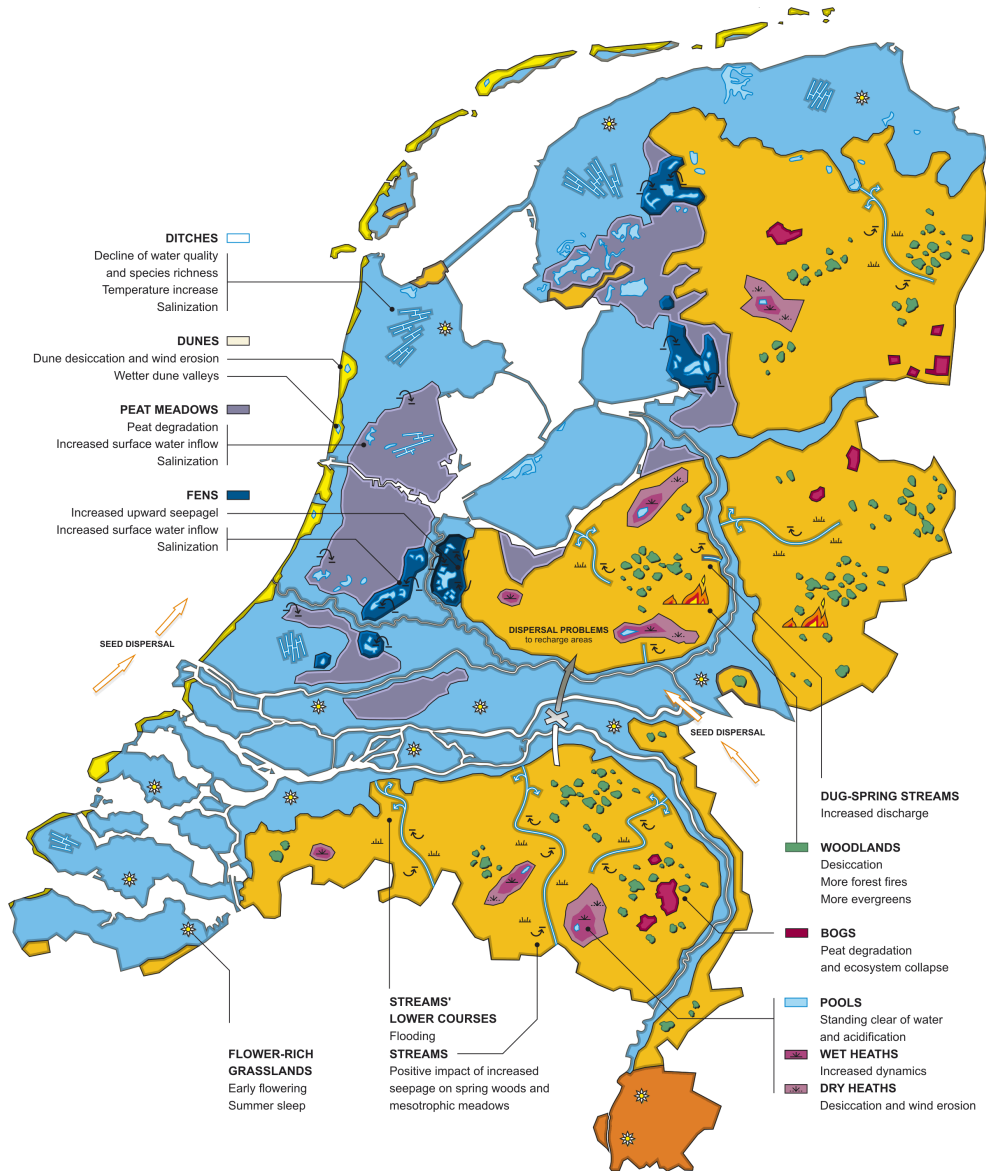 DITCHES
Decline of water quality
and species richness
Temperature increase
Salinization
DUNES
Dune desiccation and wind erosion
Wetter dune valleys
PEAT MEADOWS
Peat degradation
Increased surface water inflow
Salinization
FENS
Increased upward seepagel
Increased surface water inflow
Salinization
SEED DISPERSAL
DISPERSAL PROBLEMS
to recharge areas
SEED DISPERSAL
DUG-SPRING STREAMS
Increased discharge
WOODLANDS
Desiccation
More forest fires
More evergreens
BOGS
Peat degradation
and ecosystem collapse
POOLS
Standing clear of water
and acidification
WET HEATHS
Increased dynamics
DRY HEATHS
Desiccation and wind erosion
STREAMS'
LOWER COURSES
Flooding
STREAMS
Positive impact of increased
seepage on spring woods and
mesotrophic meadows
FLOWER-RICH
GRASSLANDS
Early flowering
Summer sleep